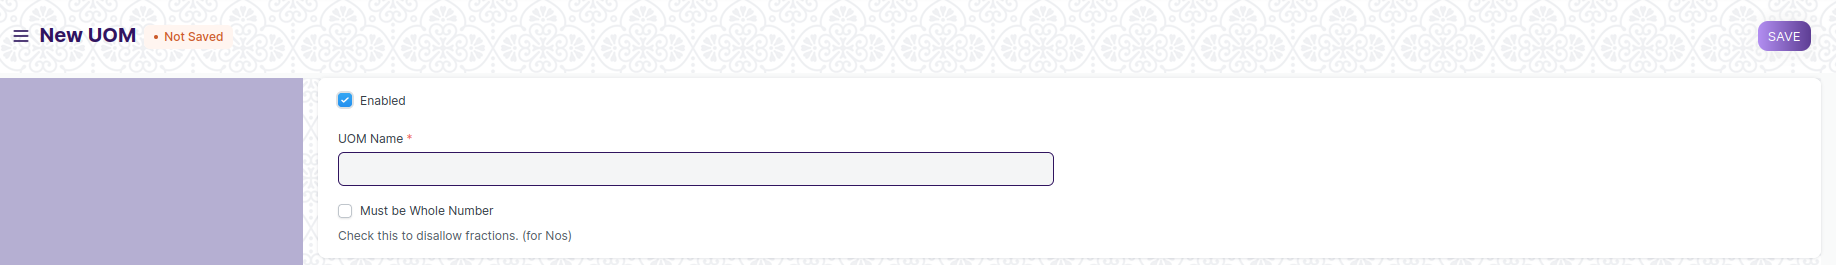 New UOM
• Not Saved
SAVE
Enabled
UOM Name *
Must be Whole Number
Check this to disallow fractions. (for Nos)